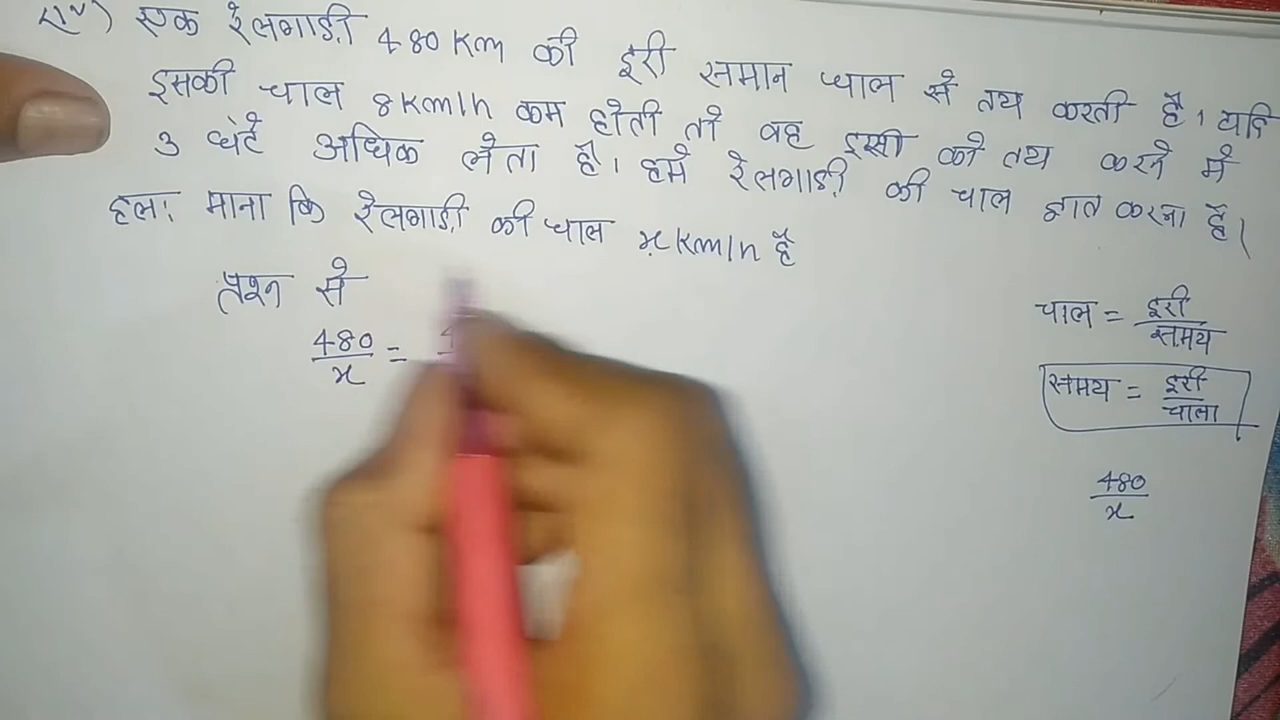 (iv) एक रेलगाड़ी 480 Km की दूरी समान चाल से तय करती है। यदि
इसकी चाल 8 Km/h कम होती तो वह दूसी को तय करने में
3 घंटे अधिक लेता है। हमें रेलगाड़ी की चाल ज्ञात करना है।
हल: माना कि रेलगाड़ी की चाल x Km/h है
प्रश्न से
480/x = 4
चाल = दूरी/समय
समय = दूरी/चाल
480/x